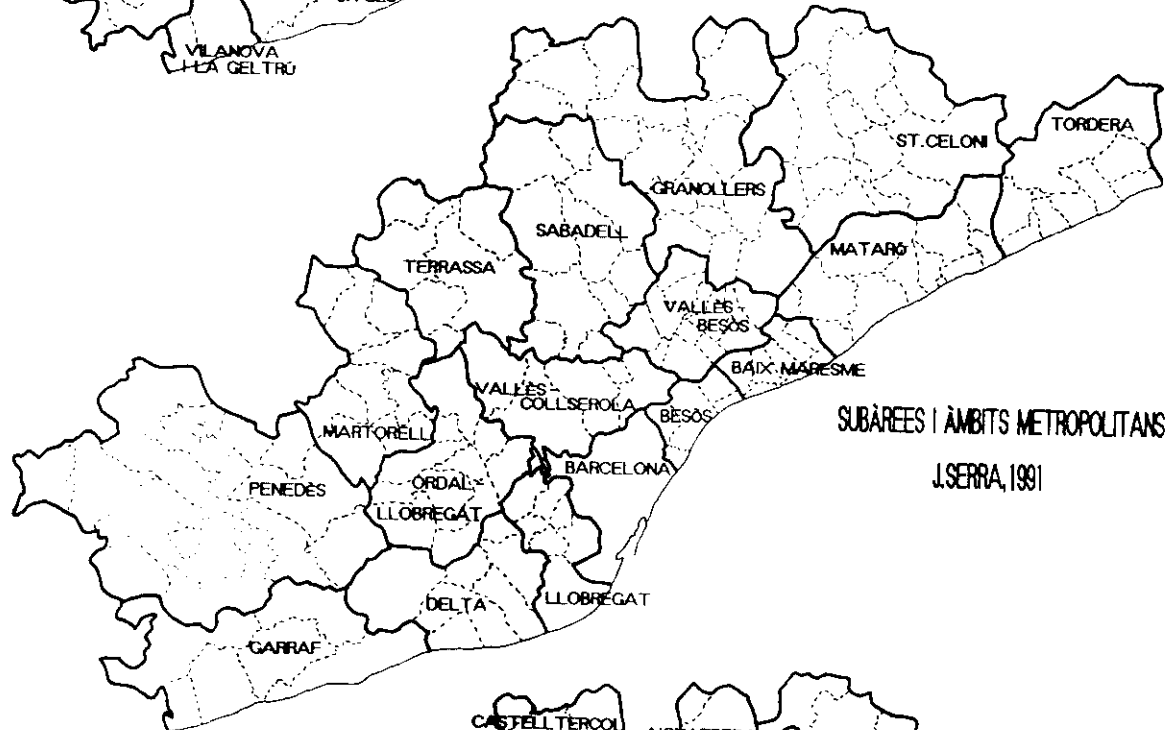 VILANOVA
I LA GELTRÚ
TORDERA
ST.CELONI
GRANOLLERS
SABADELL
MATARÓ
TERRASSA
VALLÈS -
BESÒS
BAIX MARESME
VALLÈS -
COLLSEROLA
BESÒS
MARTORELL
BARCELONA
ORDAL -
LLOBREGAT
PENEDÈS
SUBÀREES I ÀMBITS METROPOLITANS
J.SERRA, 1991
DELTA
LLOBREGAT
GARRAF
CASTELLTERÇOL